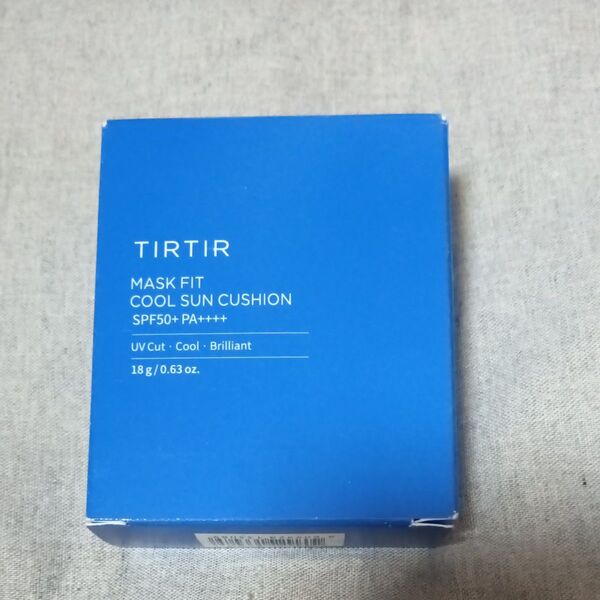 TIRTIR
MASK FIT
COOL SUN CUSHION
SPF50+ PA++++
UV Cut · Cool · Brilliant
18 g / 0.63 oz.